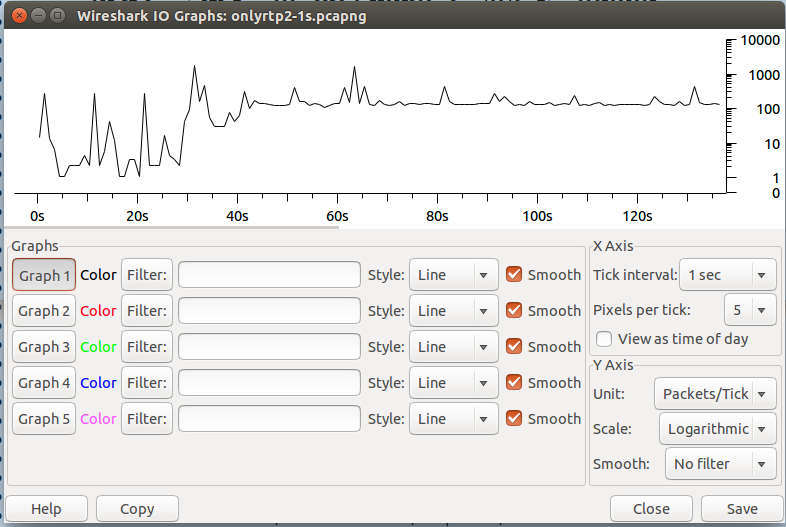 Wireshark IO Graphs: onlyrtp2-1s.pcapng
10000
1000
100
10
1
0
0s 20s 40s 60s 80s 100s 120s
Graphs
Graph 1 Color Filter: Style: Line Smooth
Graph 2 Color Filter: Style: Line Smooth
Graph 3 Color Filter: Style: Line Smooth
Graph 4 Color Filter: Style: Line Smooth
Graph 5 Color Filter: Style: Line Smooth
X Axis
Tick interval: 1 sec
Pixels per tick: 5
View as time of day
Y Axis
Unit: Packets/Tick
Scale: Logarithmic
Smooth: No filter
Help Copy Close Save